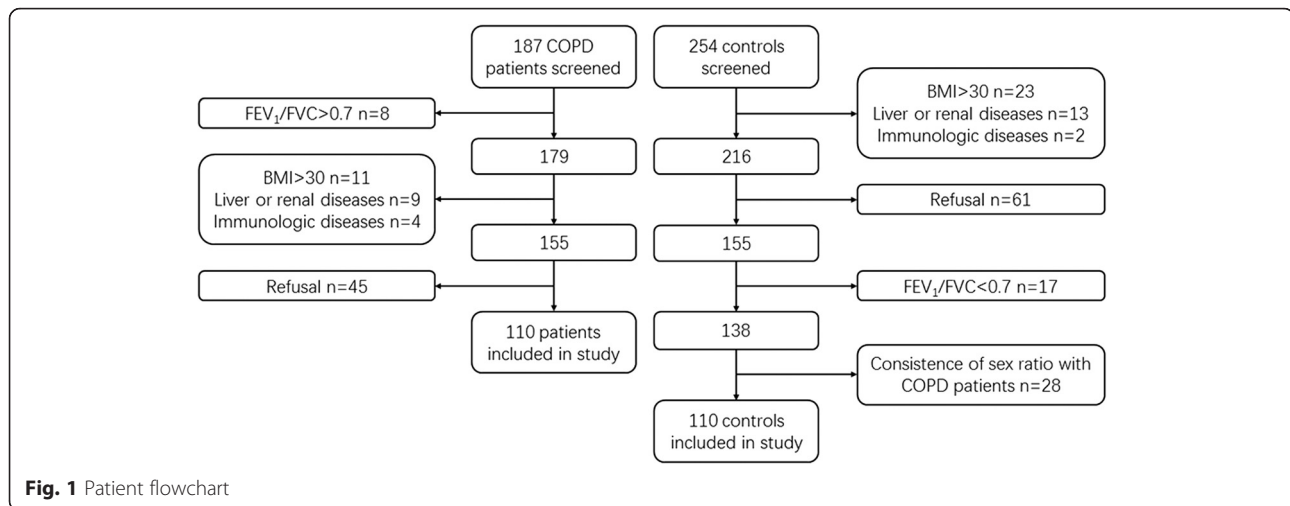 187 COPD
patients screened
254 controls
screened
FEV₁/FVC>0.7 n=8
BMI>30 n=23
Liver or renal diseases n=13
Immunologic diseases n=2
179
216
BMI>30 n=11
Liver or renal diseases n=9
Immunologic diseases n=4
Refusal n=61
155
155
Refusal n=45
FEV₁/FVC<0.7 n=17
110 patients
included in study
138
Consistence of sex ratio with
COPD patients n=28
110 controls
included in study
Fig. 1 Patient flowchart